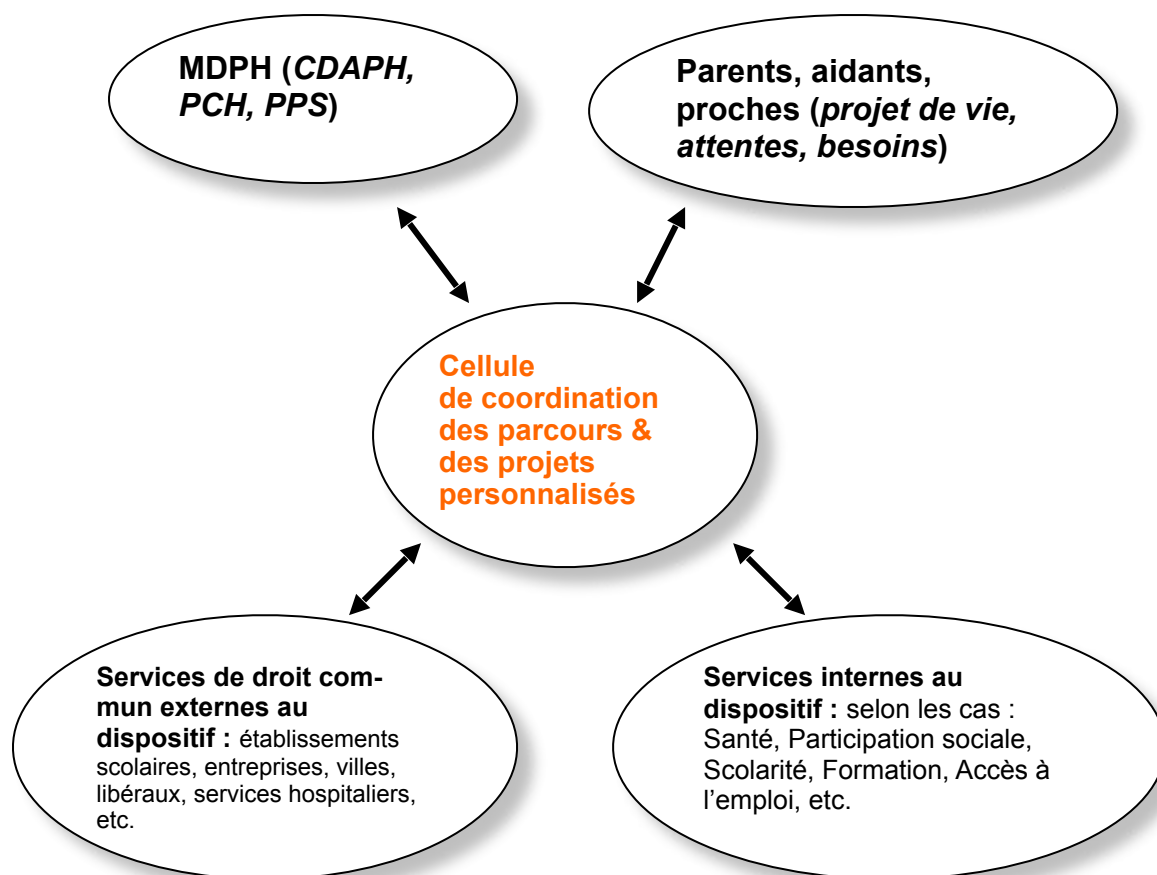 MDPH (CDAPH,
PCH, PPS)
Parents, aidants,
proches (projet de vie,
attentes, besoins)
Cellule
de coordination
des parcours &
des projets
personnalisés
Services de droit com-
mun externes au
dispositif : établissements
scolaires, entreprises, villes,
libéraux, services hospitaliers,
etc.
Services internes au
dispositif : selon les cas :
Santé, Participation sociale,
Scolarité, Formation, Accès à
l’emploi, etc.